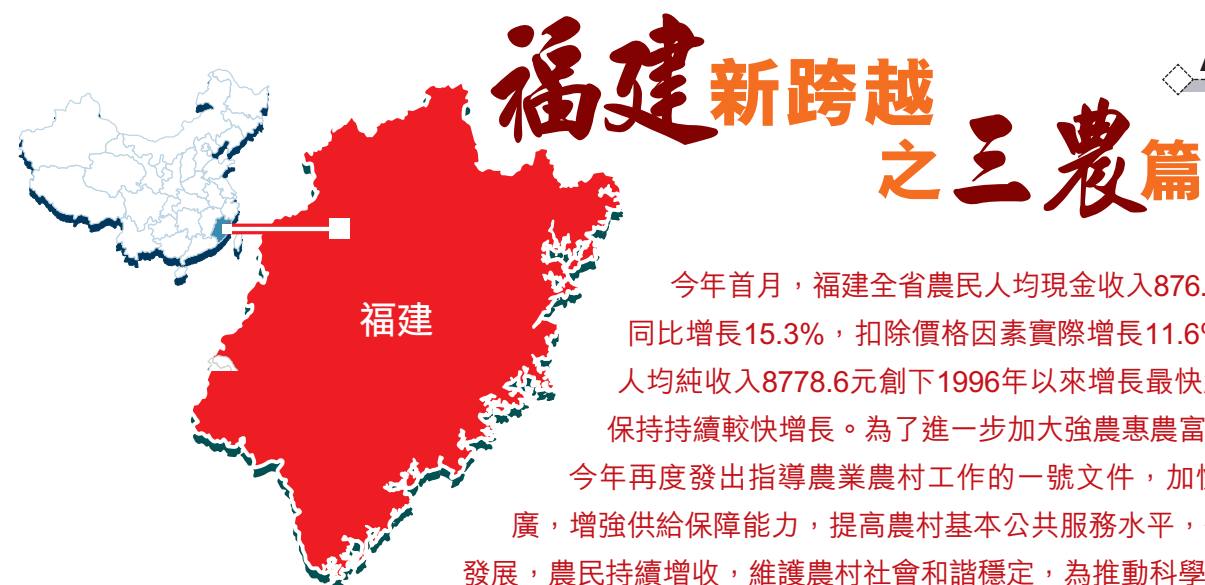 福建新跨越
之三農篇
福建
今年首月，福建全省農民人均現金收入876.
同比增長15.3%，扣除價格因素實際增長11.6%
人均純收入8778.6元創下1996年以來增長最快
保持持續較快增長。為了進一步加大強農惠農富
今年再度發出指導農業農村工作的一號文件，加
廣，增強供給保障能力，提高農村基本公共服務水平，
發展，農民持續增收，維護農村社會和諧穩定，為推動科學